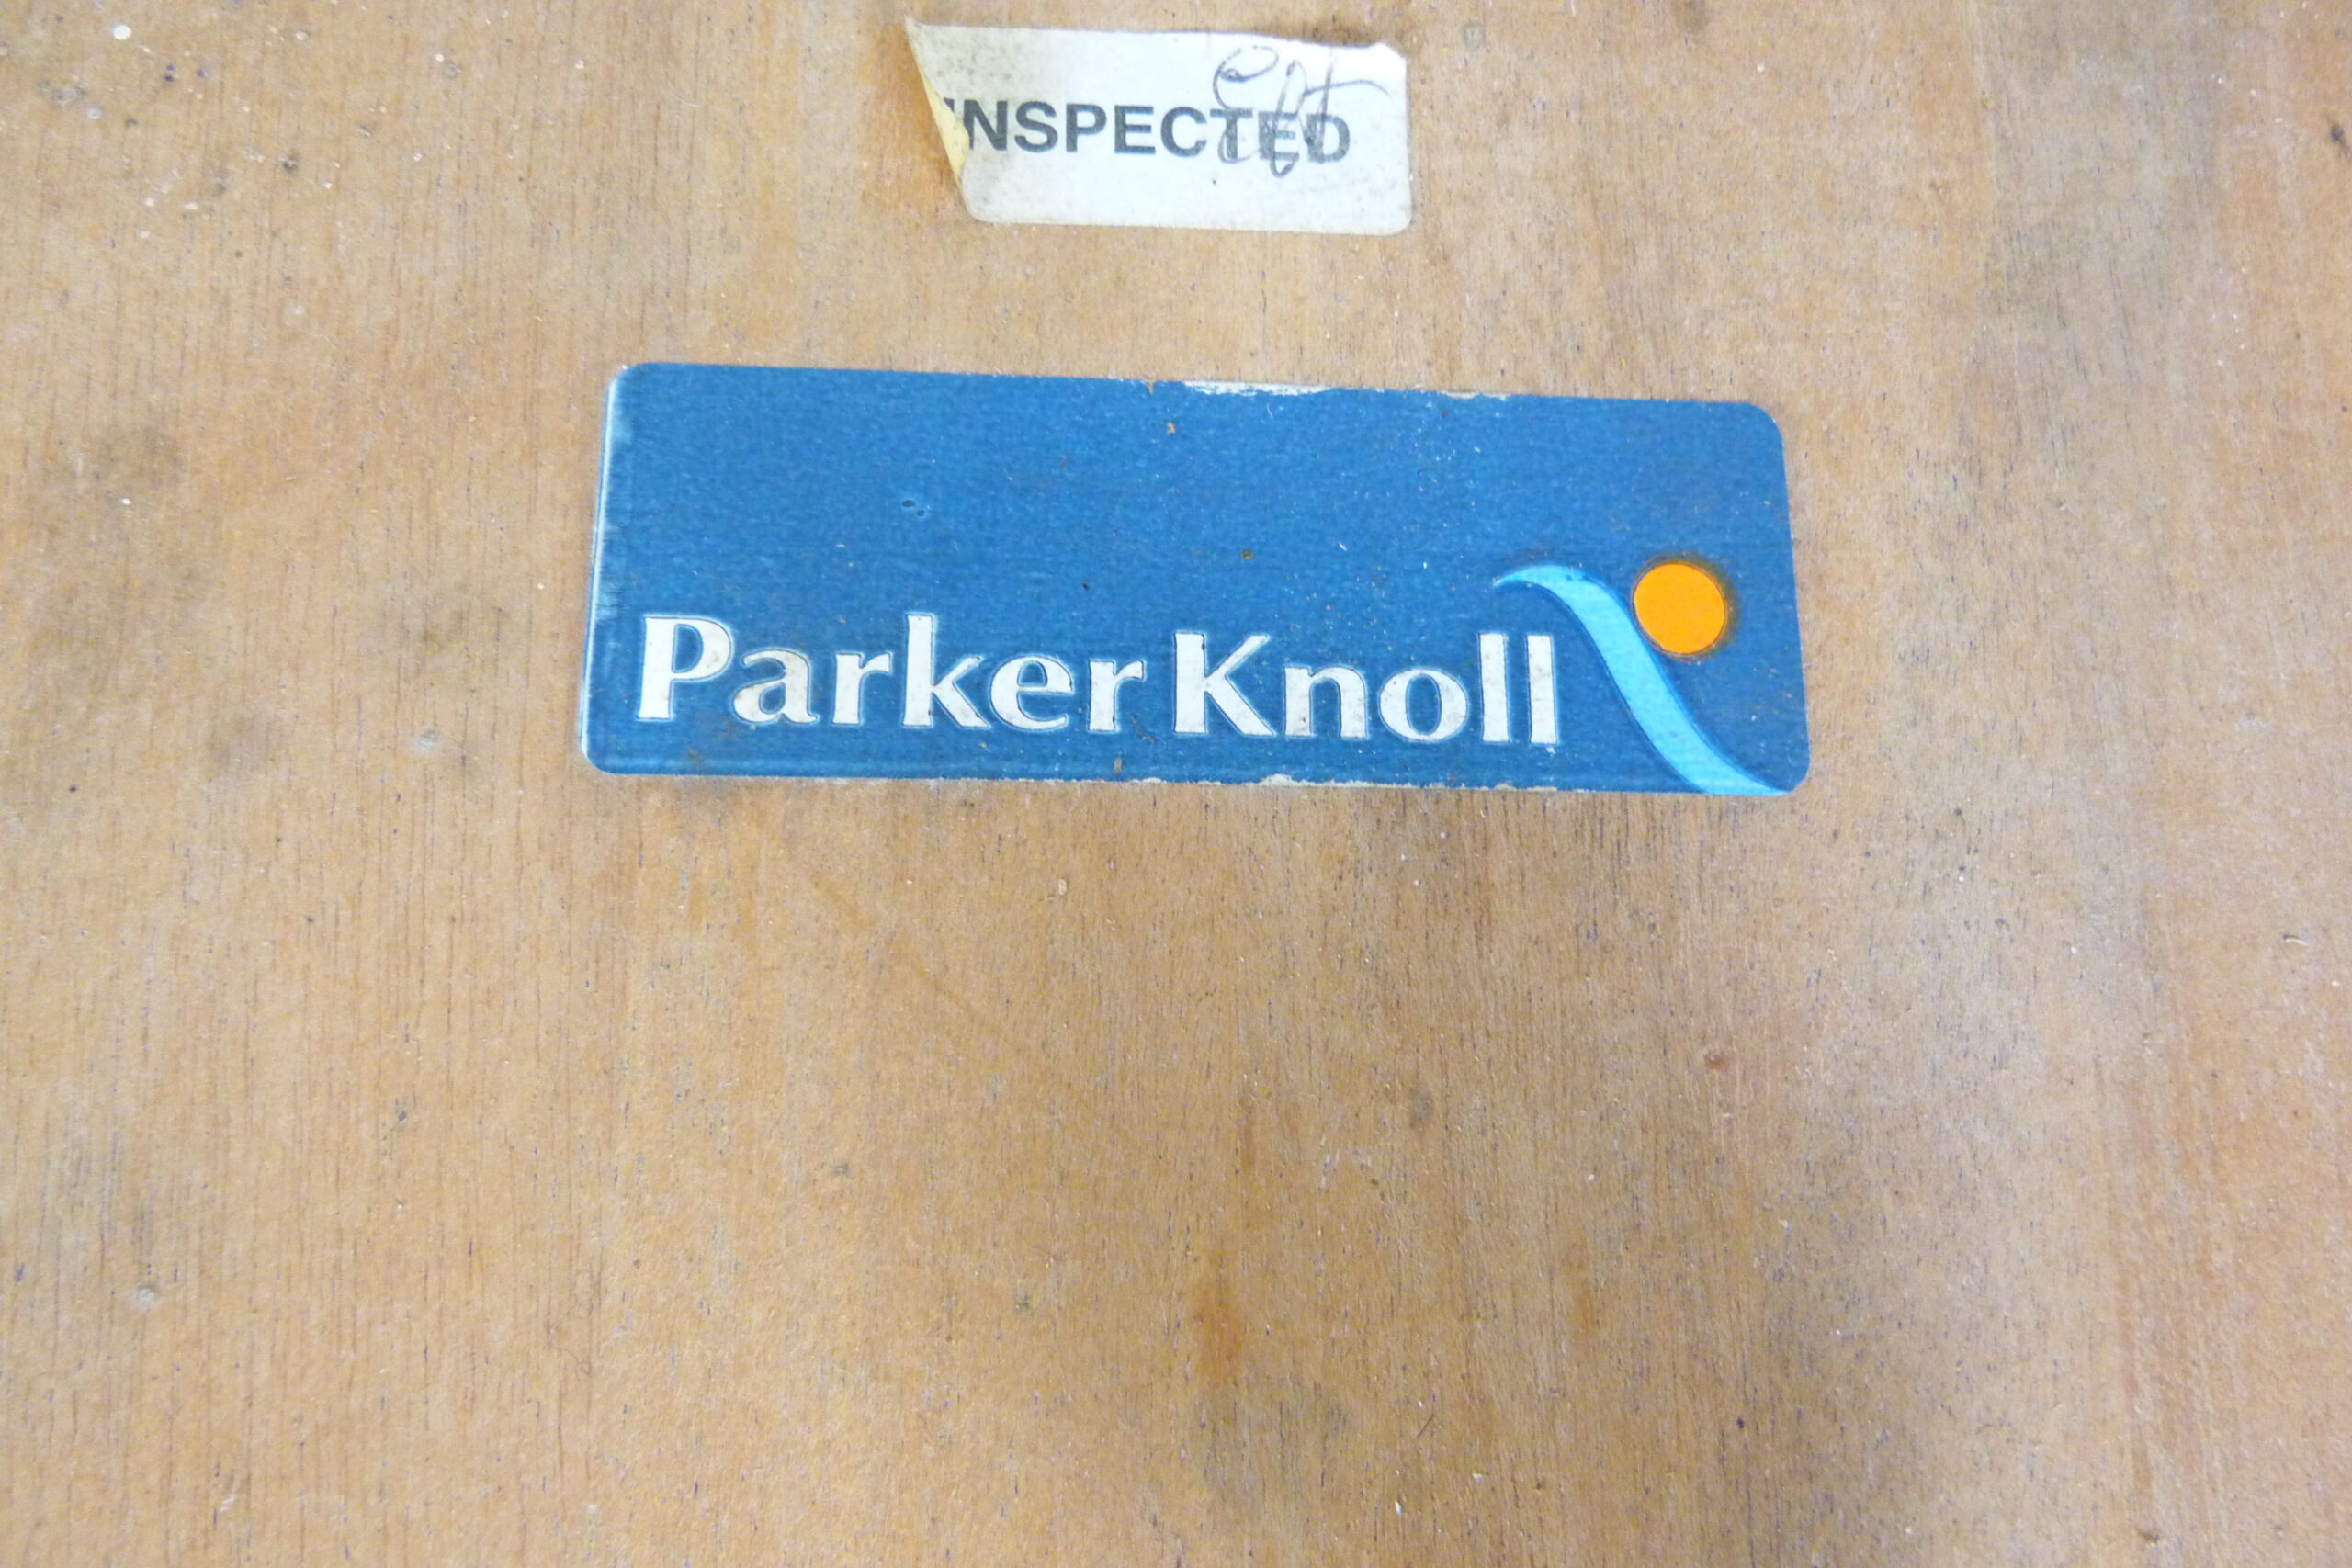 INSPECTED
Parker Knoll